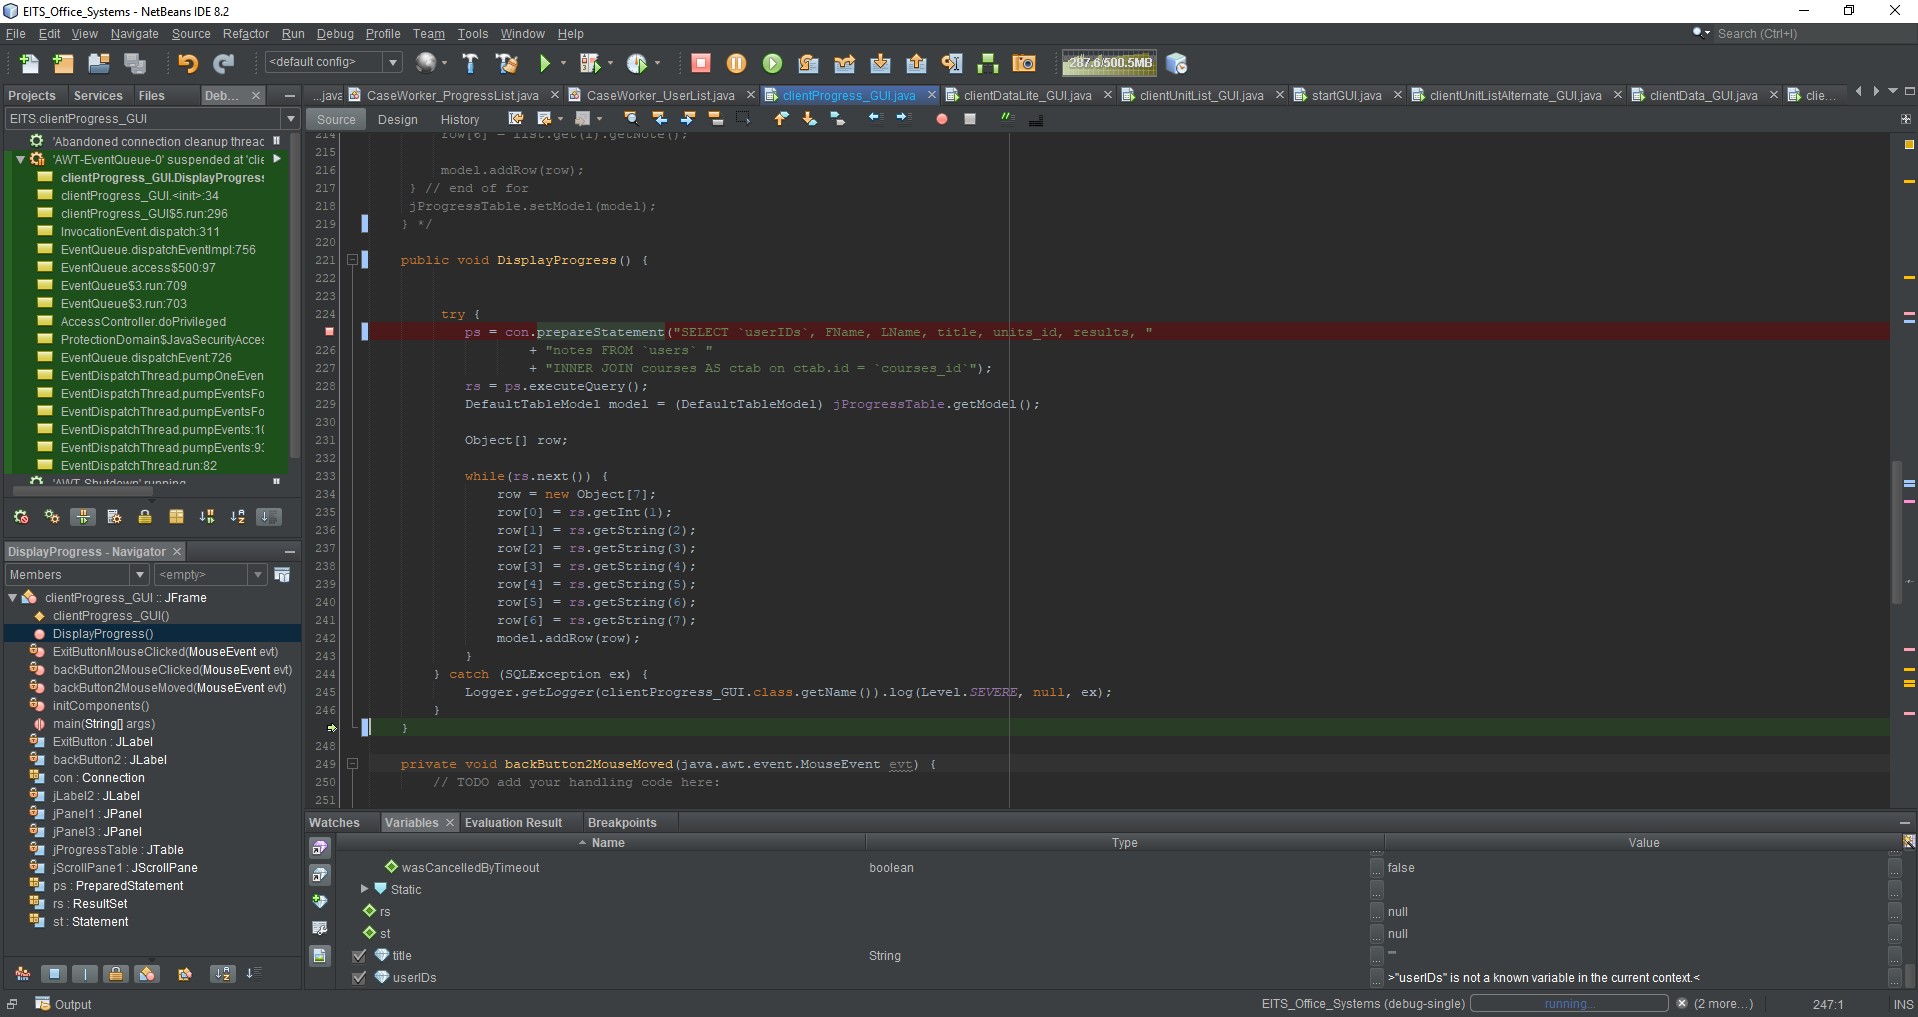 EITS_Office_Systems - NetBeans IDE 8.2
File Edit View Navigate Source Refactor Run Debug Profile Team Tools Window Help
Search (Ctrl+I)
<default config>
287.6/500.5MB
Projects Services Files Deb...
...java CaseWorker_ProgressList.java CaseWorker_UserList.java clientProgress_GUI.java clientDataLite_GUI.java clientUnitList_GUI.java startGUI.java clientUnitListAlternate_GUI.java clientData_GUI.java clie...
EITS.clientProgress_GUI
Source Design History
'Abandoned connection cleanup threac
'AWT-EventQueue-0' suspended at 'clie
clientProgress_GUI.DisplayProgress
clientProgress_GUI.<init>:34
clientProgress_GUI$5.run:296
InvocationEvent.dispatch:311
EventQueue.dispatchEventImpl:756
EventQueue.access$500:97
EventQueue$3.run:709
EventQueue$3.run:703
AccessController.doPrivileged
ProtectionDomain$JavaSecurityAcces
EventQueue.dispatchEvent:726
EventDispatchThread.pumpOneEven
EventDispatchThread.pumpEventsFo
EventDispatchThread.pumpEventsFo
EventDispatchThread.pumpEvents:10
EventDispatchThread.pumpEvents:93
EventDispatchThread.run:82
'AWT-Shutdown' running
DisplayProgress - Navigator
Members <empty>
clientProgress_GUI :: JFrame
clientProgress_GUI()
DisplayProgress()
ExitButtonMouseClicked(MouseEvent evt)
backButton2MouseClicked(MouseEvent evt)
backButton2MouseMoved(MouseEvent evt)
initComponents()
main(String[] args)
ExitButton : JLabel
backButton2 : JLabel
con : Connection
jLabel2 : JLabel
jPanel1 : JPanel
jPanel3 : JPanel
jProgressTable : JTable
jScrollPane1 : JScrollPane
ps : PreparedStatement
rs : ResultSet
st : Statement
214 row[6] = list.get(i).getNote();
215
216 model.addRow(row);
217 } // end of for
218 jProgressTable.setModel(model);
219 } */
220
221 public void DisplayProgress() {
222
223
224 try {
ps = con.prepareStatement("SELECT `userIDs`, FName, LName, title, units_id, results, "
226 + "notes FROM `users` "
227 + "INNER JOIN courses AS ctab on ctab.id = `courses_id`");
228 rs = ps.executeQuery();
229 DefaultTableModel model = (DefaultTableModel) jProgressTable.getModel();
230
231 Object[] row;
232
233 while(rs.next()) {
234 row = new Object[7];
235 row[0] = rs.getInt(1);
236 row[1] = rs.getString(2);
237 row[2] = rs.getString(3);
238 row[3] = rs.getString(4);
239 row[4] = rs.getString(5);
240 row[5] = rs.getString(6);
241 row[6] = rs.getString(7);
242 model.addRow(row);
243 }
244 } catch (SQLException ex) {
245 Logger.getLogger(clientProgress_GUI.class.getName()).log(Level.SEVERE, null, ex);
246 }
}
248
249 private void backButton2MouseMoved(java.awt.event.MouseEvent evt) {
250 // TODO add your handling code here:
251
Watches Variables Evaluation Result Breakpoints
Name Type Value
wasCancelledByTimeout boolean ... false ...
Static ... ...
rs ... null ...
st ... null ...
title String ... "" ...
userIDs ... >"userIDs" is not a known variable in the current context.< ...
Output
EITS_Office_Systems (debug-single) running... (2 more...) 247:1 INS